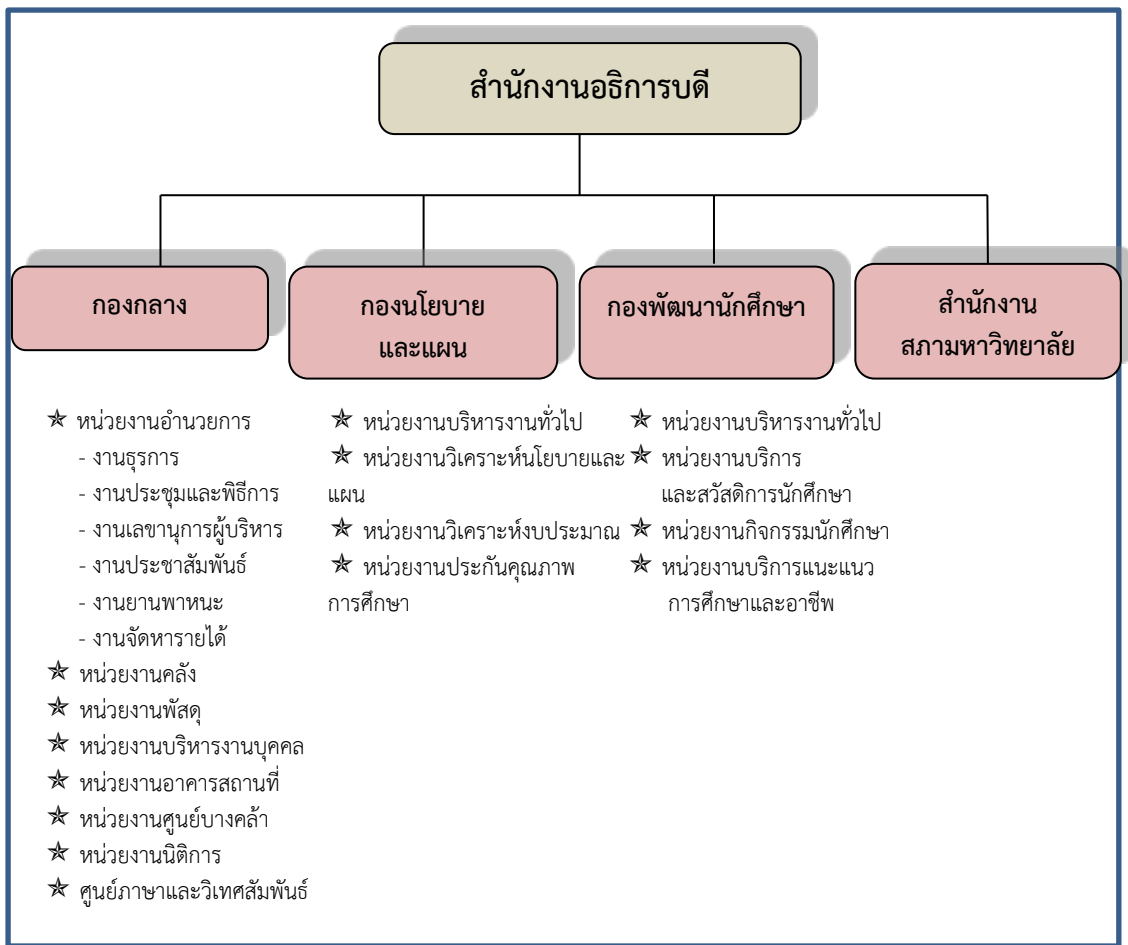 สำนักงานอธิการบดี
กองกลาง
กองนโยบาย
และแผน
กองพัฒนานักศึกษา
สำนักงาน
สภามหาวิทยาลัย
✯ หน่วยงานอำนวยการ
- งานธุรการ
- งานประชุมและพิธีการ
- งานเลขานุการผู้บริหาร
- งานประชาสัมพันธ์
- งานยานพาหนะ
- งานจัดหารายได้
✯ หน่วยงานคลัง
✯ หน่วยงานพัสดุ
✯ หน่วยงานบริหารงานบุคคล
✯ หน่วยงานอาคารสถานที่
✯ หน่วยงานศูนย์บางคล้า
✯ หน่วยงานนิติการ
✯ ศูนย์ภาษาและวิเทศสัมพันธ์
✯ หน่วยงานบริหารงานทั่วไป
✯ หน่วยงานวิเคราะห์นโยบายและ
แผน
✯ หน่วยงานวิเคราะห์งบประมาณ
✯ หน่วยงานประกันคุณภาพ
การศึกษา
✯ หน่วยงานบริหารงานทั่วไป
✯ หน่วยงานบริการ
และสวัสดิการนักศึกษา
✯ หน่วยงานกิจกรรมนักศึกษา
✯ หน่วยงานบริการแนะแนว
การศึกษาและอาชีพ